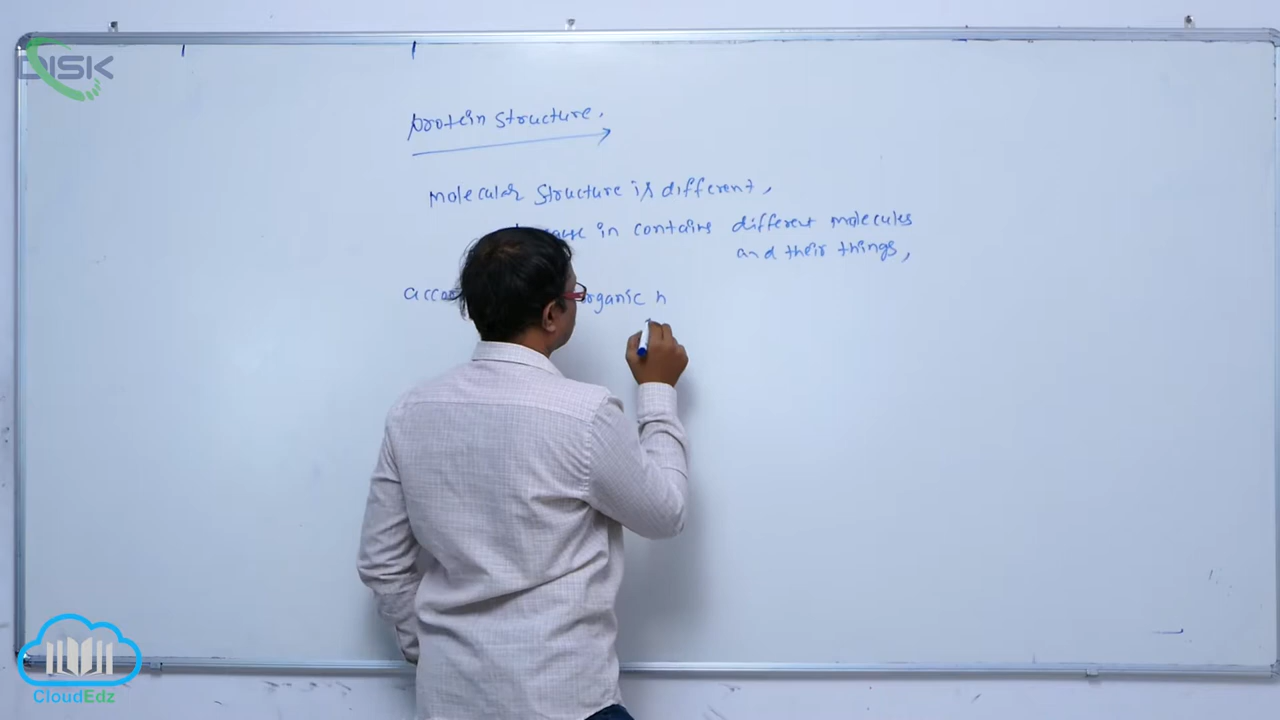 DISK
protein structure.
molecular structure is different,
in contains different molecules
and their things,
organic n
CloudEdz